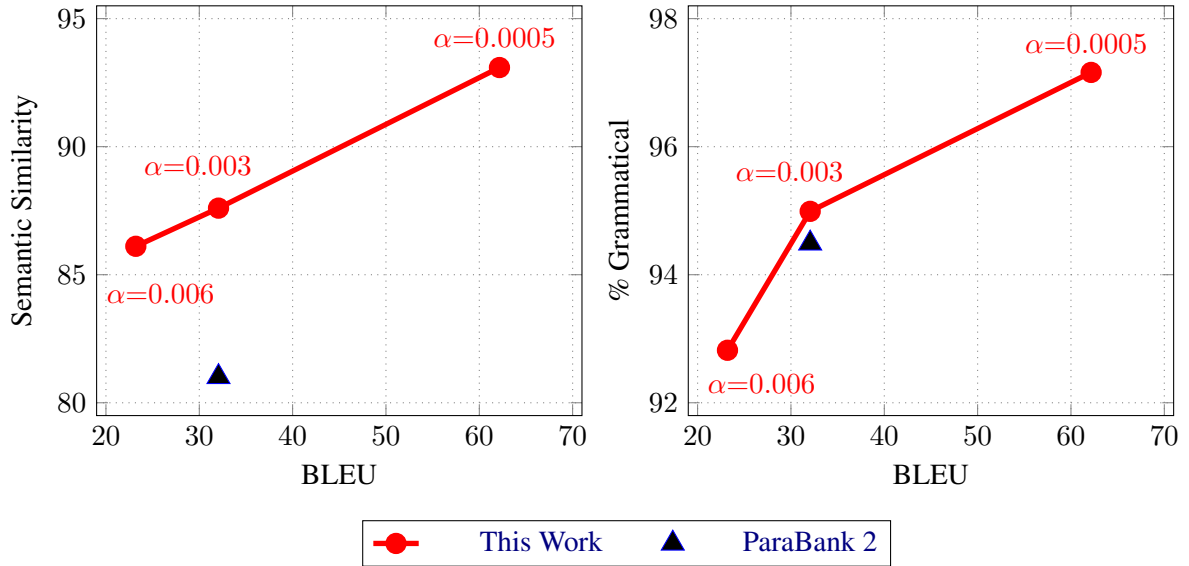 95
90
85
80
Semantic Similarity
α=0.0005
α=0.003
α=0.006
20 30 40 50 60 70
BLEU
98
96
94
92
% Grammatical
α=0.0005
α=0.003
α=0.006
20 30 40 50 60 70
BLEU
This Work ParaBank 2